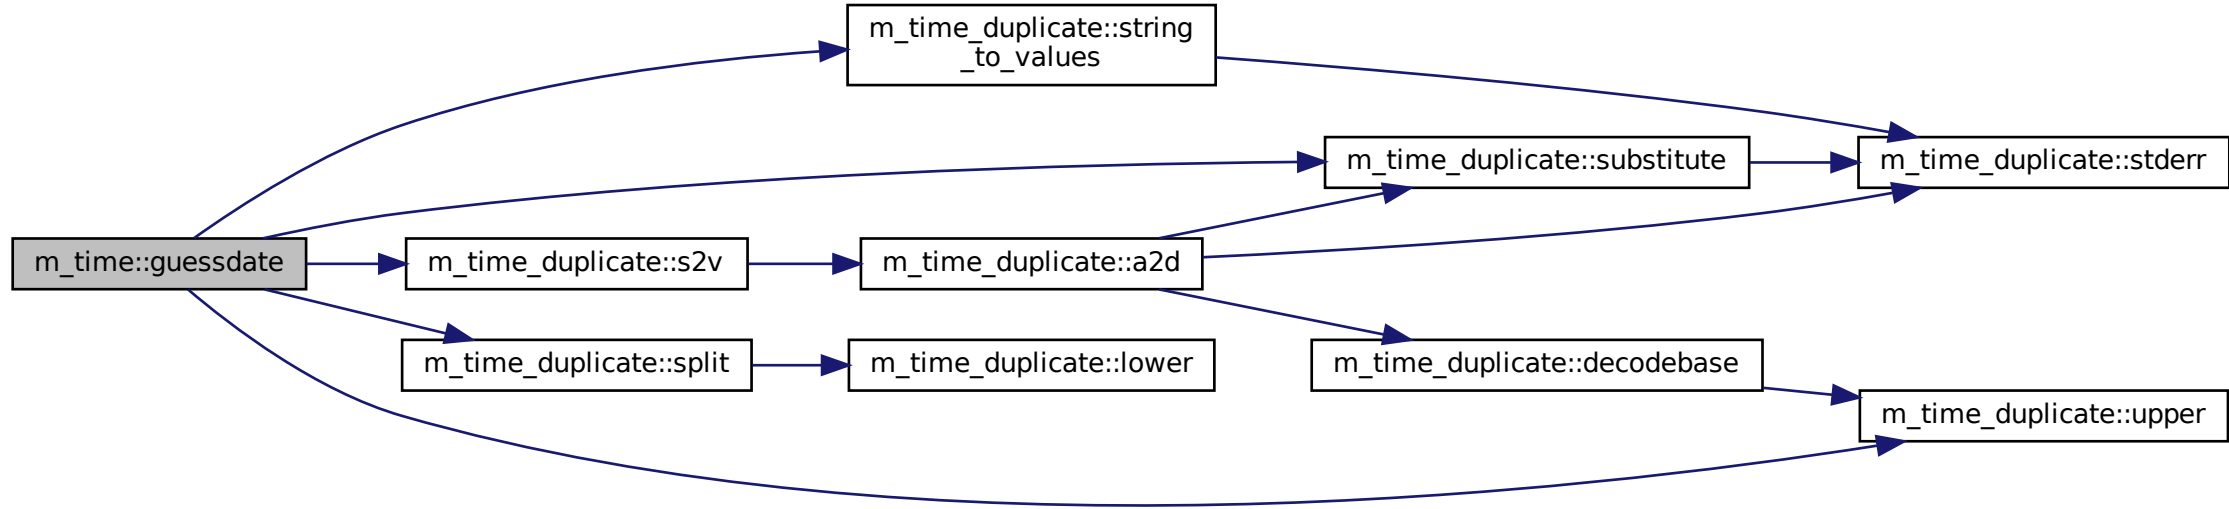 m_time_duplicate::string
_to_values
m_time_duplicate::substitute
m_time_duplicate::stderr
m_time::guessdate
m_time_duplicate::s2v
m_time_duplicate::a2d
m_time_duplicate::split
m_time_duplicate::lower
m_time_duplicate::decodebase
m_time_duplicate::upper